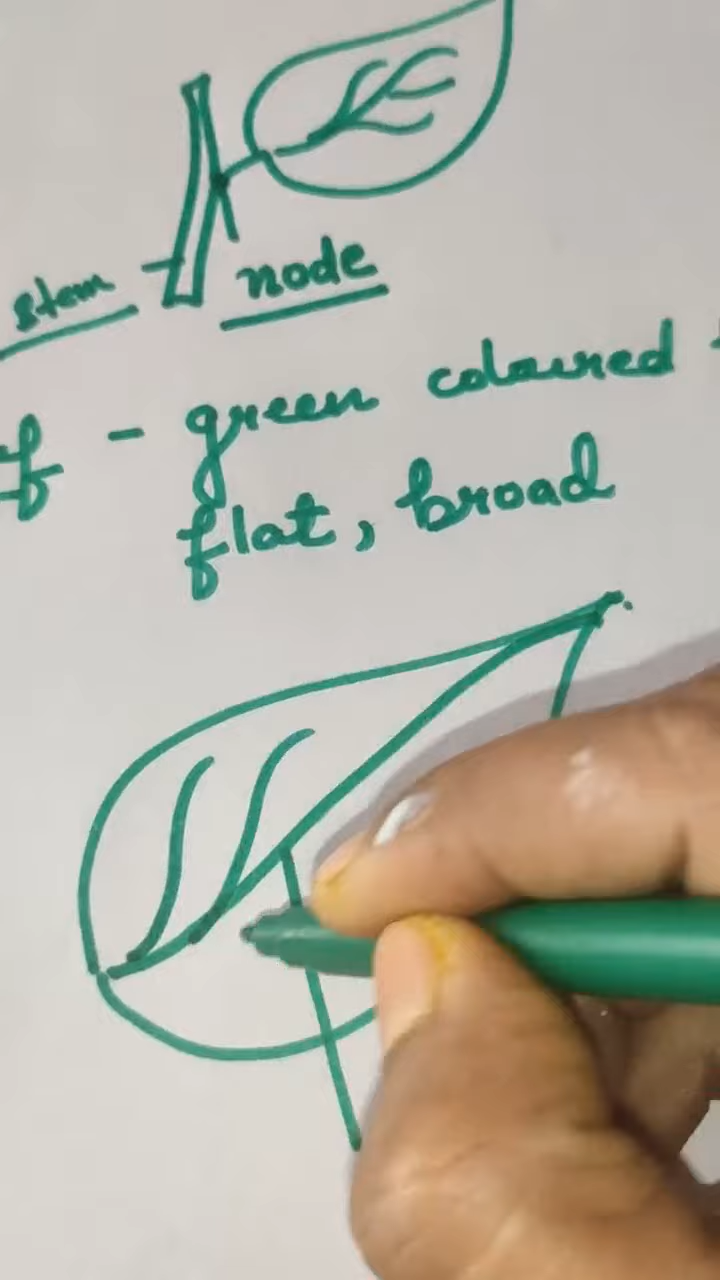 stem
node
f - green coloured
flat, broad